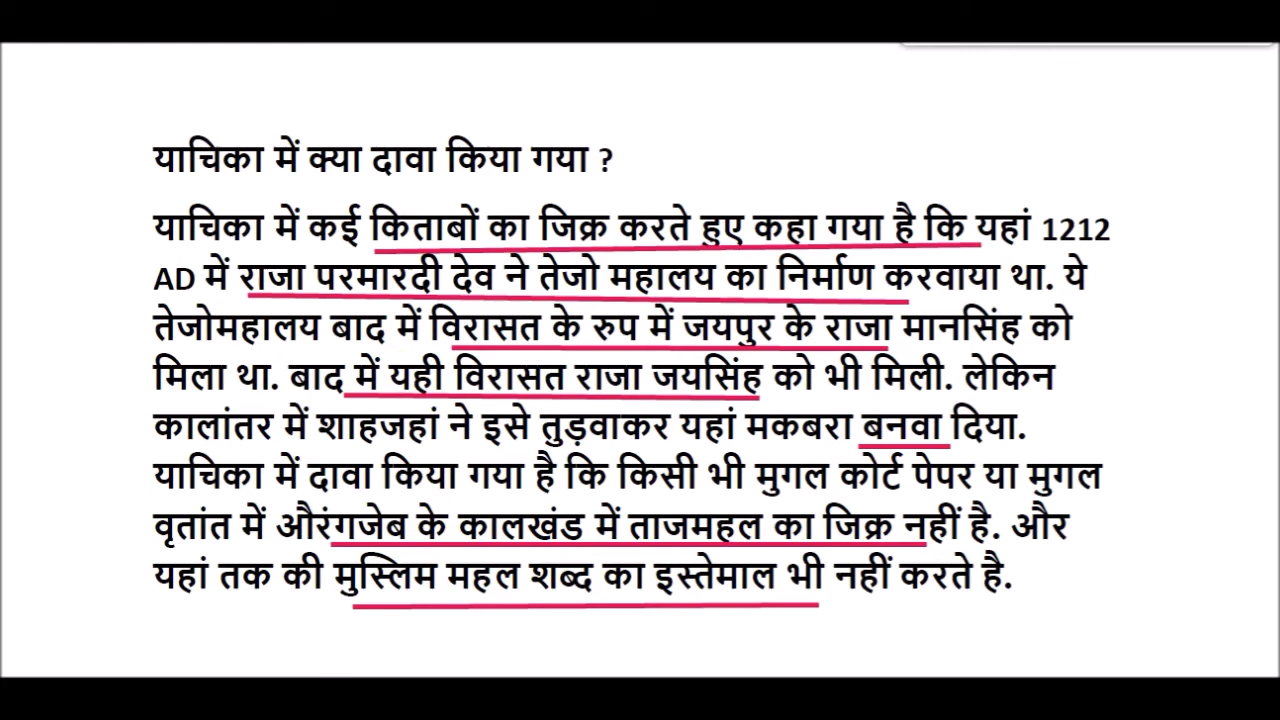 याचिका में क्या दावा किया गया ?
याचिका में कई किताबों का जिक्र करते हुए कहा गया है कि यहां 1212
AD में राजा परमारदी देव ने तेजो महालय का निर्माण करवाया था. ये
तेजोमहालय बाद में विरासत के रुप में जयपुर के राजा मानसिंह को
मिला था. बाद में यही विरासत राजा जयसिंह को भी मिली. लेकिन
कालांतर में शाहजहां ने इसे तुड़वाकर यहां मकबरा बनवा दिया.
याचिका में दावा किया गया है कि किसी भी मुगल कोर्ट पेपर या मुगल
वृतांत में औरंगजेब के कालखंड में ताजमहल का जिक्र नहीं है. और
यहां तक की मुस्लिम महल शब्द का इस्तेमाल भी नहीं करते है.